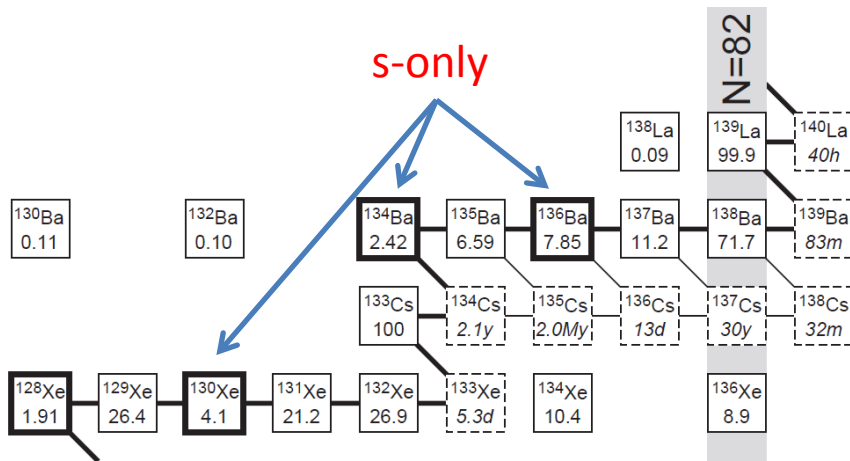 s-only
N=82
¹³⁸La
0.09
¹³⁹La
99.9
¹⁴⁰La
40h
¹³⁰Ba
0.11
¹³²Ba
0.10
¹³⁴Ba
2.42
¹³⁵Ba
6.59
¹³⁶Ba
7.85
¹³⁷Ba
11.2
¹³⁸Ba
71.7
¹³⁹Ba
83m
¹³³Cs
100
¹³⁴Cs
2.1y
¹³⁵Cs
2.0My
¹³⁶Cs
13d
¹³⁷Cs
30y
¹³⁸Cs
32m
¹²⁸Xe
1.91
¹²⁹Xe
26.4
¹³⁰Xe
4.1
¹³¹Xe
21.2
¹³²Xe
26.9
¹³³Xe
5.3d
¹³⁴Xe
10.4
¹³⁶Xe
8.9